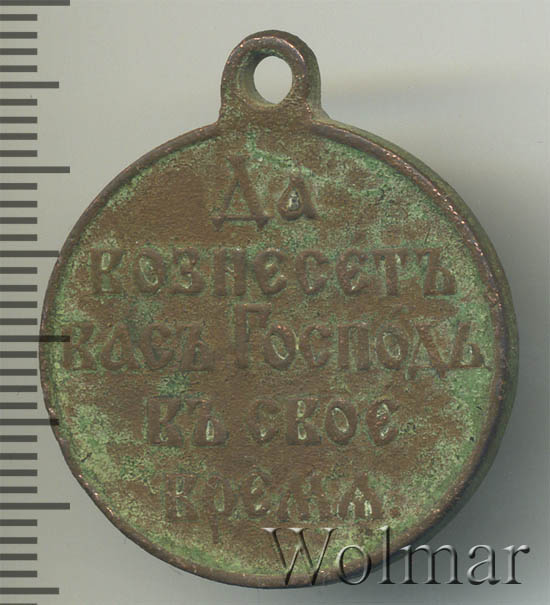 Да
вознесетъ
васъ Господь
въ свое
время.
Wolmar